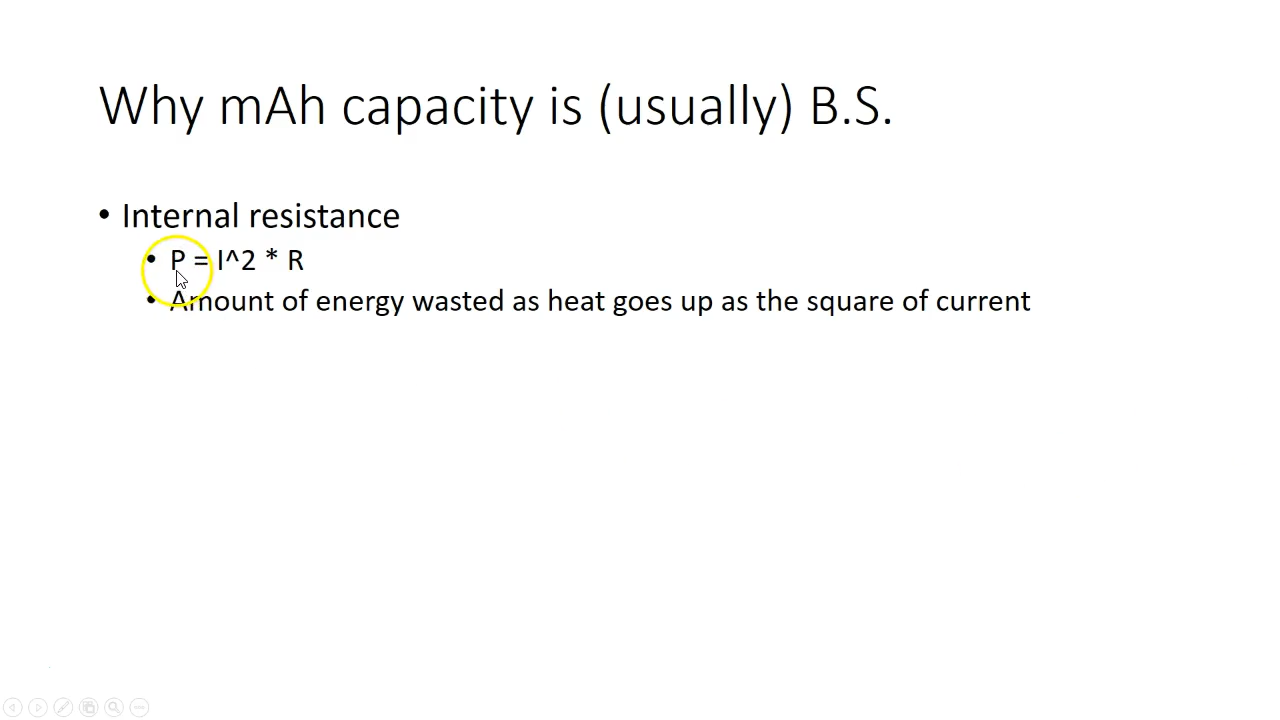 Why mAh capacity is (usually) B.S.
• Internal resistance
• P = I^2 * R
• Amount of energy wasted as heat goes up as the square of current